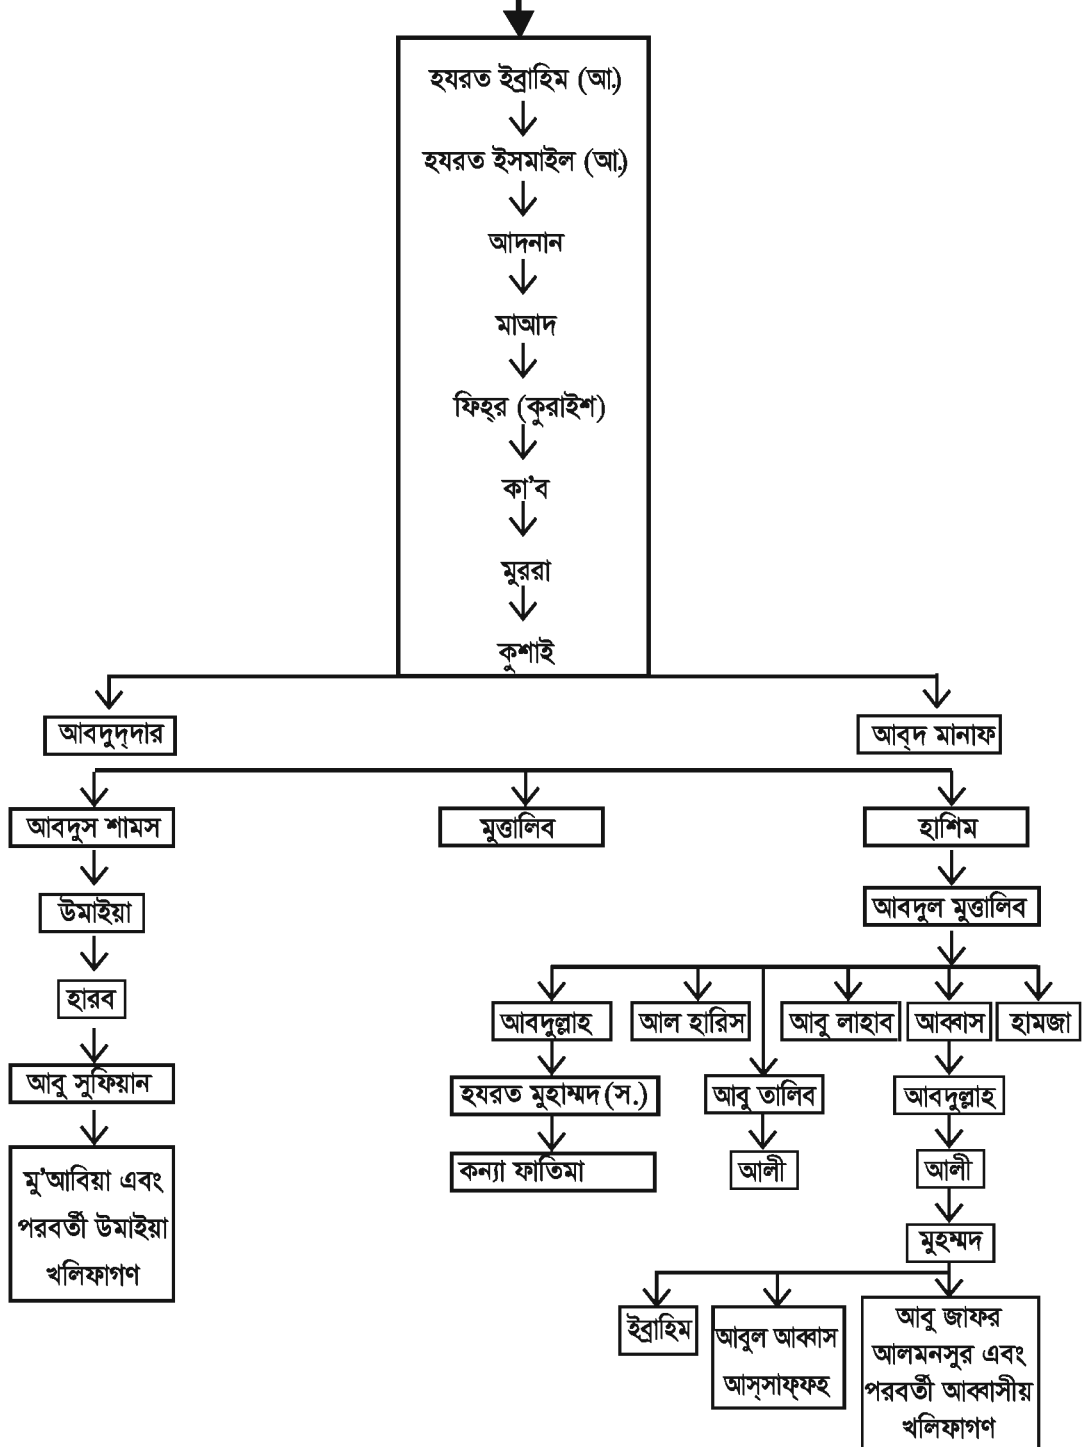 হযরত ইব্রাহিম (আ.)
হযরত ইসমাইল (আ.)
আদনান
মাআদ
ফিহ্‌র (কুরাইশ)
কা'ব
মুররা
কুশাই
আবদুদ্‌দার
আব্‌দ মানাফ
আবদুস শামস
মুত্তালিব
হাশিম
উমাইয়া
আবদুল মুত্তালিব
হারব
আবদুল্লাহ
আল হারিস
আবু লাহাব
আব্বাস
হামজা
আবু সুফিয়ান
হযরত মুহাম্মদ (স.)
আবু তালিব
আবদুল্লাহ
মু'আবিয়া এবং
পরবর্তী উমাইয়া
খলিফাগণ
কন্যা ফাতিমা
আলী
আলী
মুহম্মদ
ইব্রাহিম
আবুল আব্বাস
আস্‌সাফ্‌ফহ
আবু জাফর
আলমনসুর এবং
পরবর্তী আব্বাসীয়
খলিফাগণ